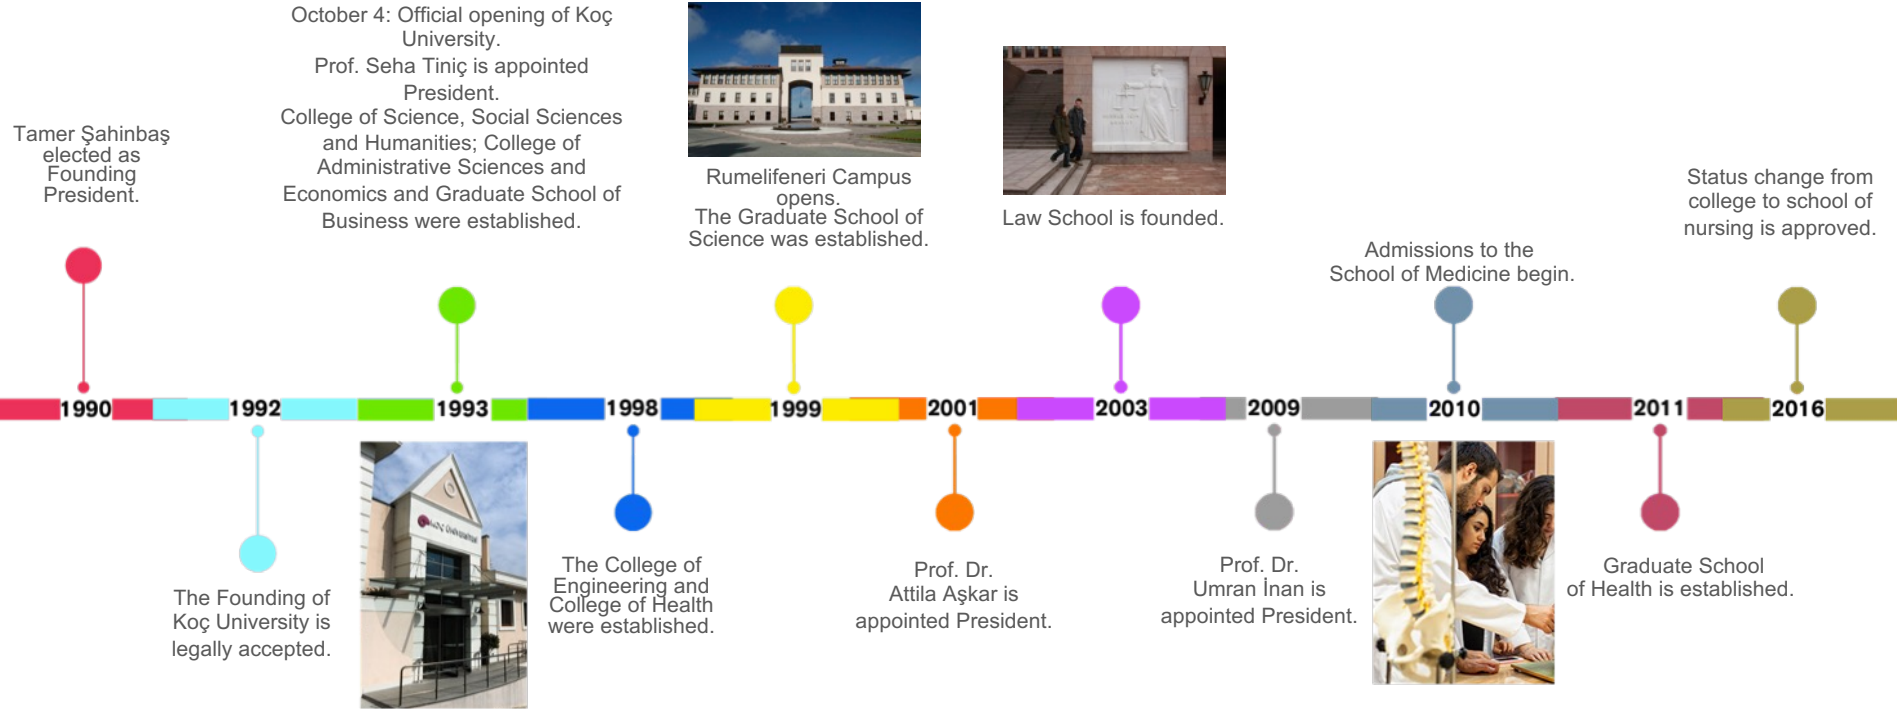 Tamer Şahinbaş
elected as
Founding
President.
October 4: Official opening of Koç
University.
Prof. Seha Tiniç is appointed
President.
College of Science, Social Sciences
and Humanities; College of
Administrative Sciences and
Economics and Graduate School of
Business were established.
Rumelifeneri Campus
opens.
The Graduate School of
Science was established.
Law School is founded.
Admissions to the
School of Medicine begin.
Status change from
college to school of
nursing is approved.
1990 1992 1993 1998 1999 2001 2003 2009 2010 2011 2016
The Founding of
Koç University is
legally accepted.
KOÇ ÜNİVERSİTESİ
The College of
Engineering and
College of Health
were established.
Prof. Dr.
Attila Aşkar is
appointed President.
Prof. Dr.
Umran İnan is
appointed President.
Graduate School
of Health is established.